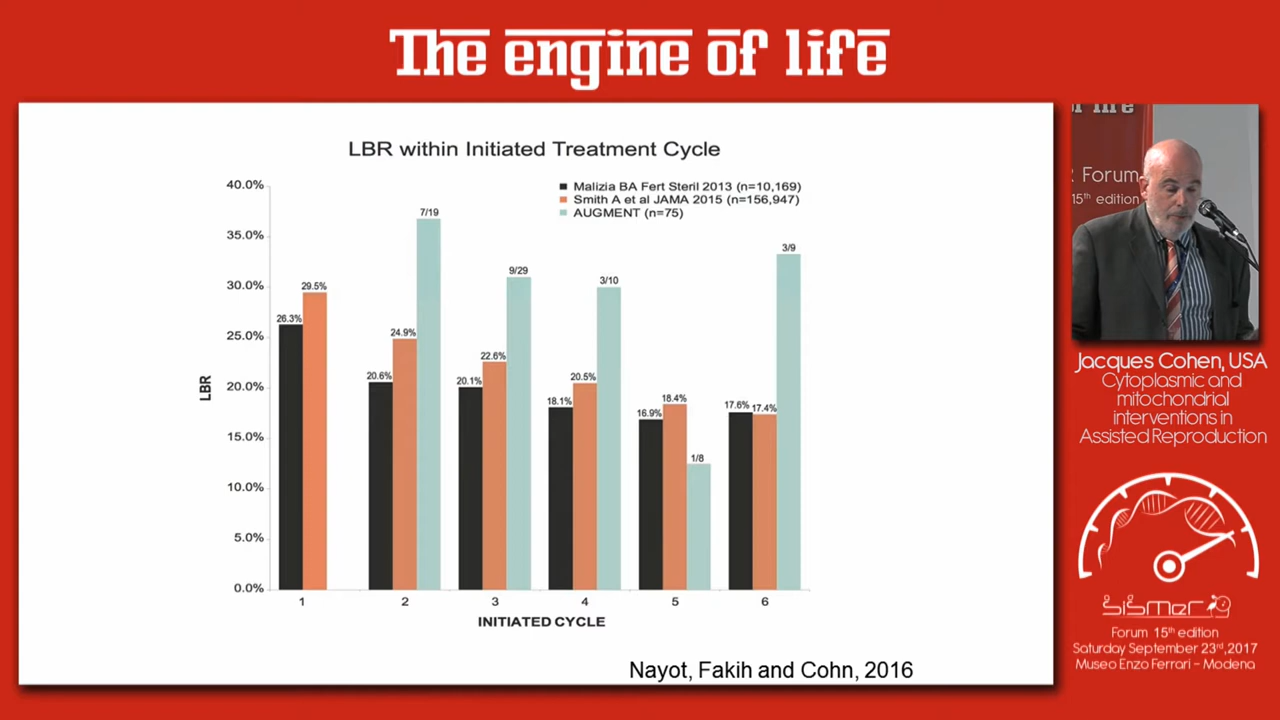 The engine of life
LBR within Initiated Treatment Cycle
Malizia BA Fert Steril 2013 (n=10,169)
Smith A et al JAMA 2015 (n=156,947)
AUGMENT (n=75)
LBR
40.0%
35.0%
30.0%
25.0%
20.0%
15.0%
10.0%
5.0%
0.0%
26.3%
29.5%
20.6%
24.9%
7/19
20.1%
22.6%
9/29
18.1%
20.5%
3/10
16.9%
18.4%
1/8
17.6%
17.4%
3/9
1 2 3 4 5 6
INITIATED CYCLE
Nayot, Fakih and Cohn, 2016
Forum
15th edition
Jacques Cohen, USA
Cytoplasmic and
mitochondrial
interventions in
Assisted Reproduction
SISMER
Forum 15th edition
Saturday September 23rd,2017
Museo Enzo Ferrari - Modena